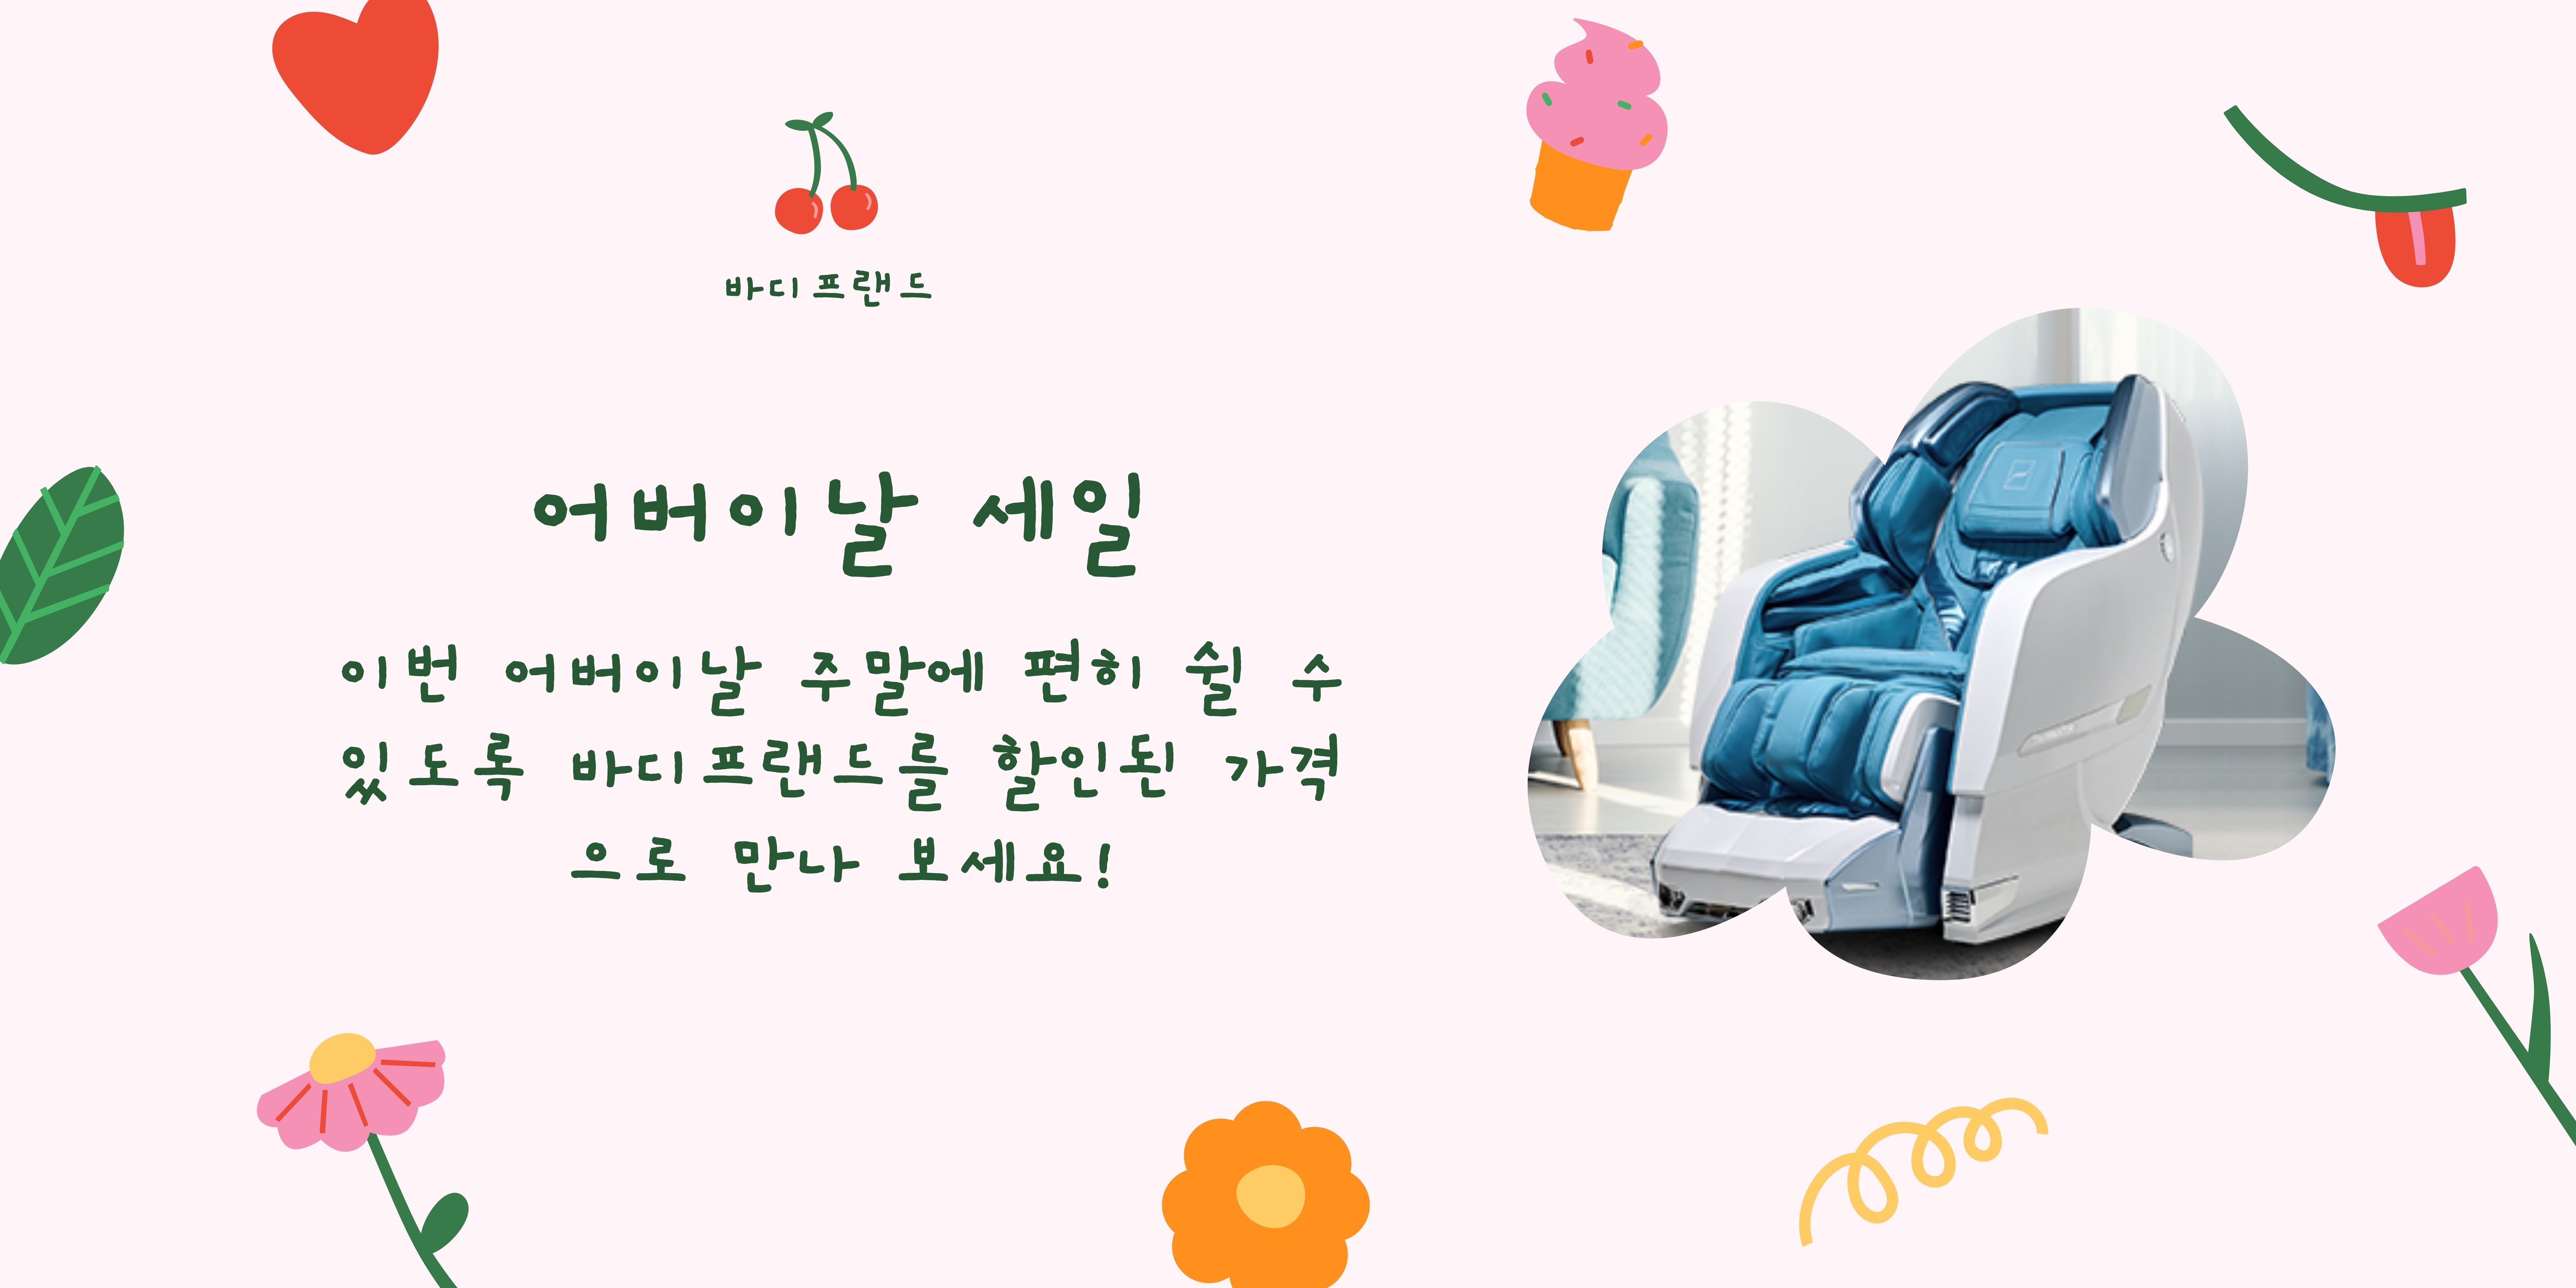 바디프랜드
어버이날 세일
이번 어버이날 주말에 편히 쉴 수
있도록 바디프랜드를 할인된 가격
으로 만나 보세요!